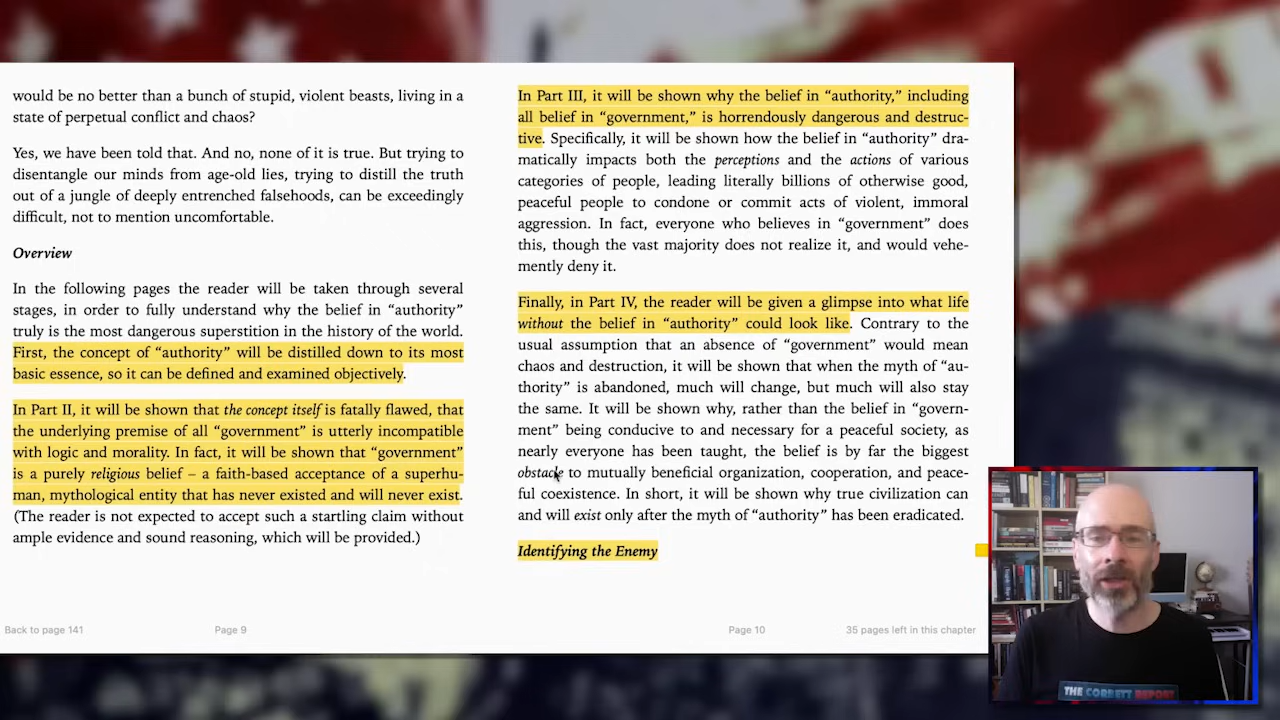 would be no better than a bunch of stupid, violent beasts, living in a
state of perpetual conflict and chaos?
Yes, we have been told that. And no, none of it is true. But trying to
disentangle our minds from age-old lies, trying to distill the truth
out of a jungle of deeply entrenched falsehoods, can be exceedingly
difficult, not to mention uncomfortable.
Overview
In the following pages the reader will be taken through several
stages, in order to fully understand why the belief in “authority”
truly is the most dangerous superstition in the history of the world.
First, the concept of “authority” will be distilled down to its most
basic essence, so it can be defined and examined objectively.
In Part II, it will be shown that the concept itself is fatally flawed, that
the underlying premise of all “government” is utterly incompatible
with logic and morality. In fact, it will be shown that “government”
is a purely religious belief – a faith-based acceptance of a superhu-
man, mythological entity that has never existed and will never exist.
(The reader is not expected to accept such a startling claim without
ample evidence and sound reasoning, which will be provided.)
Back to page 141
Page 9
In Part III, it will be shown why the belief in “authority,” including
all belief in “government,” is horrendously dangerous and destruc-
tive. Specifically, it will be shown how the belief in “authority” dra-
matically impacts both the perceptions and the actions of various
categories of people, leading literally billions of otherwise good,
peaceful people to condone or commit acts of violent, immoral
aggression. In fact, everyone who believes in “government” does
this, though the vast majority does not realize it, and would vehe-
mently deny it.
Finally, in Part IV, the reader will be given a glimpse into what life
without the belief in “authority” could look like. Contrary to the
usual assumption that an absence of “government” would mean
chaos and destruction, it will be shown that when the myth of “au-
thority” is abandoned, much will change, but much will also stay
the same. It will be shown why, rather than the belief in “govern-
ment” being conducive to and necessary for a peaceful society, as
nearly everyone has been taught, the belief is by far the biggest
obstacle to mutually beneficial organization, cooperation, and peace-
ful coexistence. In short, it will be shown why true civilization can
and will exist only after the myth of “authority” has been eradicated.
Identifying the Enemy
Page 10
35 pages left in this chapter
THE CORBETT REPORT